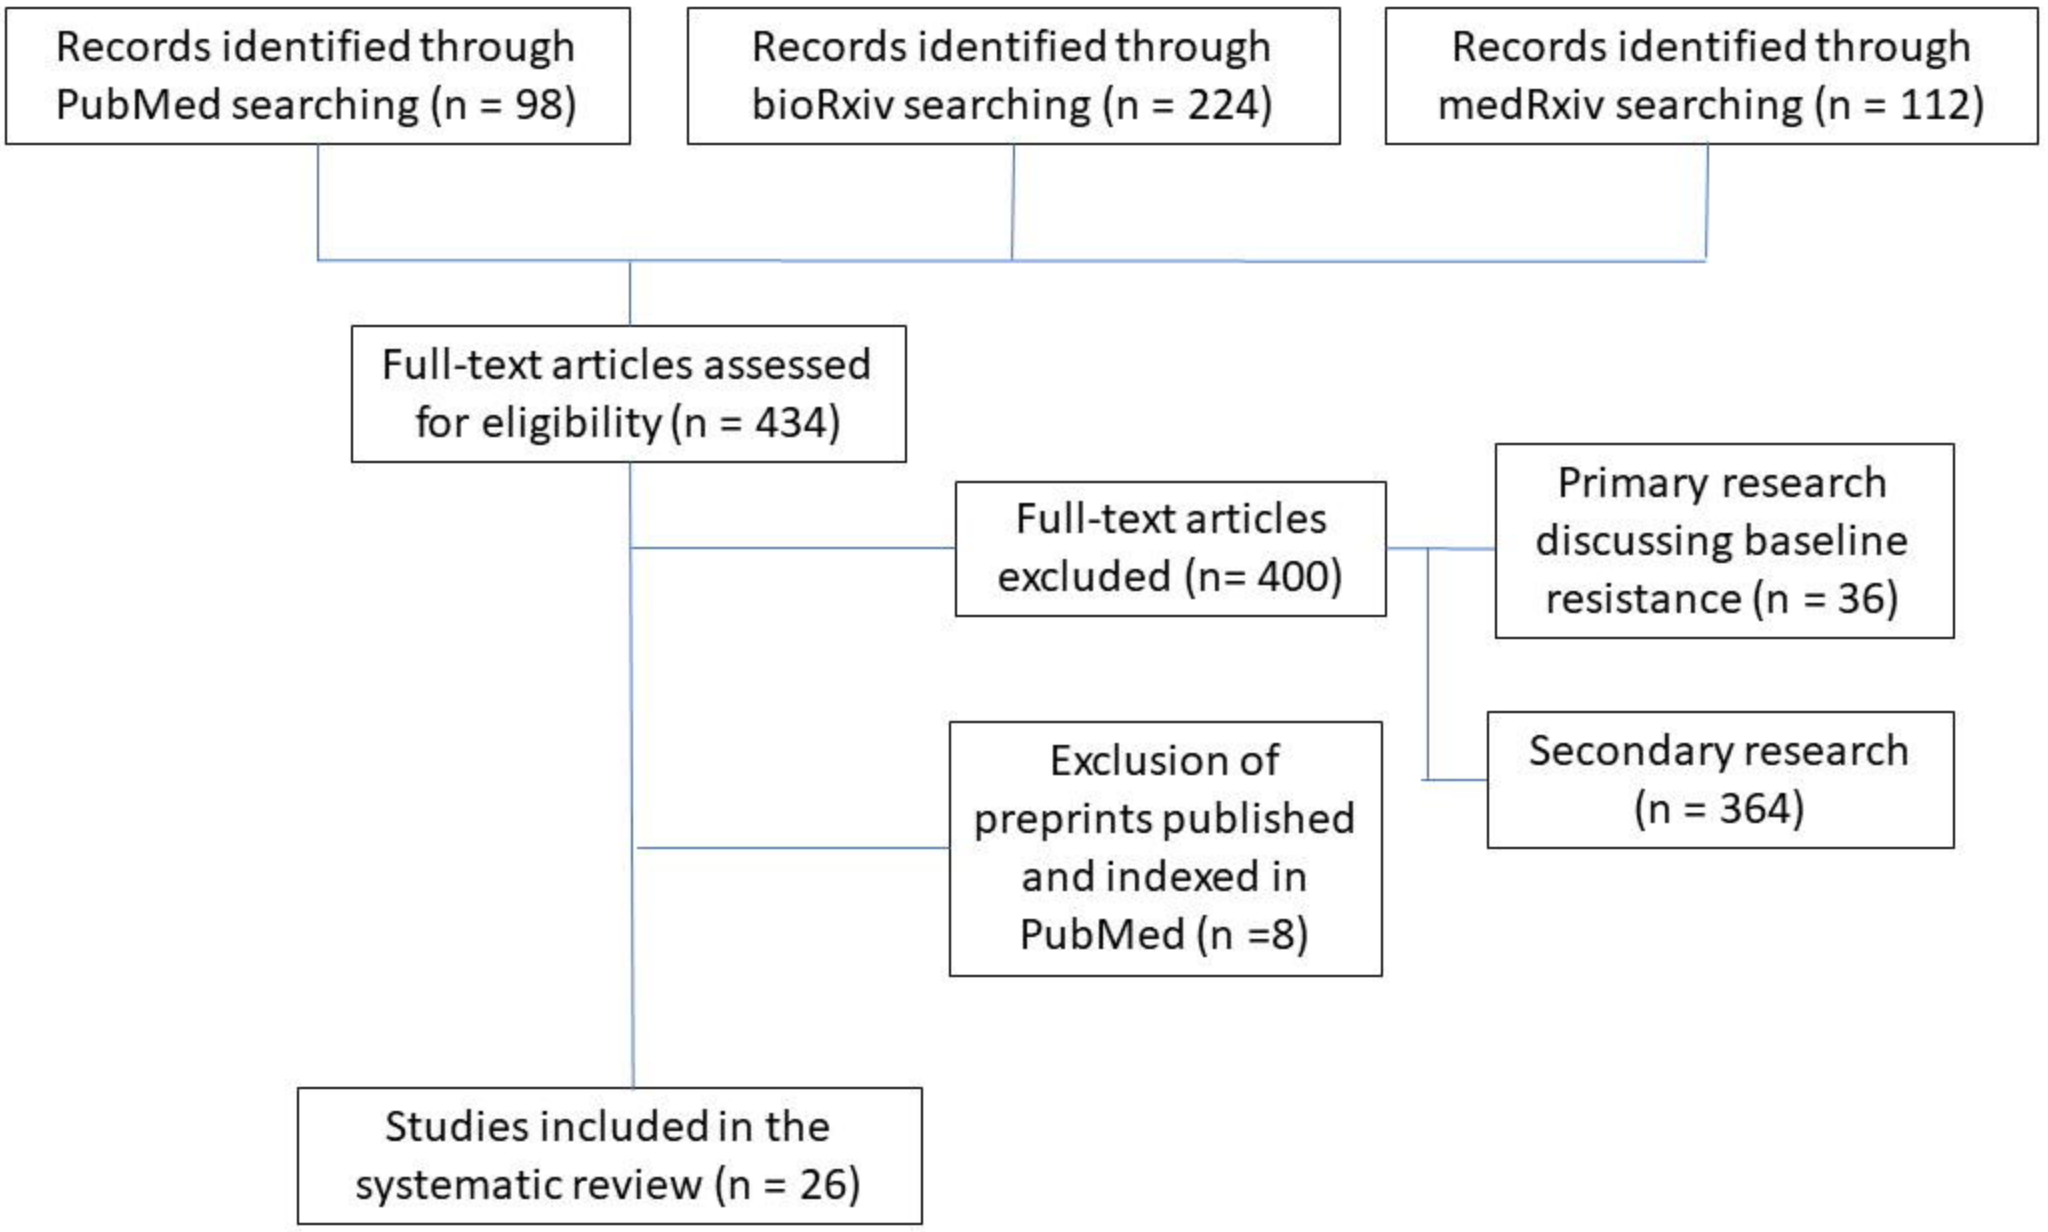 Records identified through
PubMed searching (n = 98)
Records identified through
bioRxiv searching (n = 224)
Records identified through
medRxiv searching (n = 112)
Full-text articles assessed
for eligibility (n = 434)
Full-text articles
excluded (n= 400)
Primary research
discussing baseline
resistance (n = 36)
Secondary research
(n = 364)
Exclusion of
preprints published
and indexed in
PubMed (n =8)
Studies included in the
systematic review (n = 26)